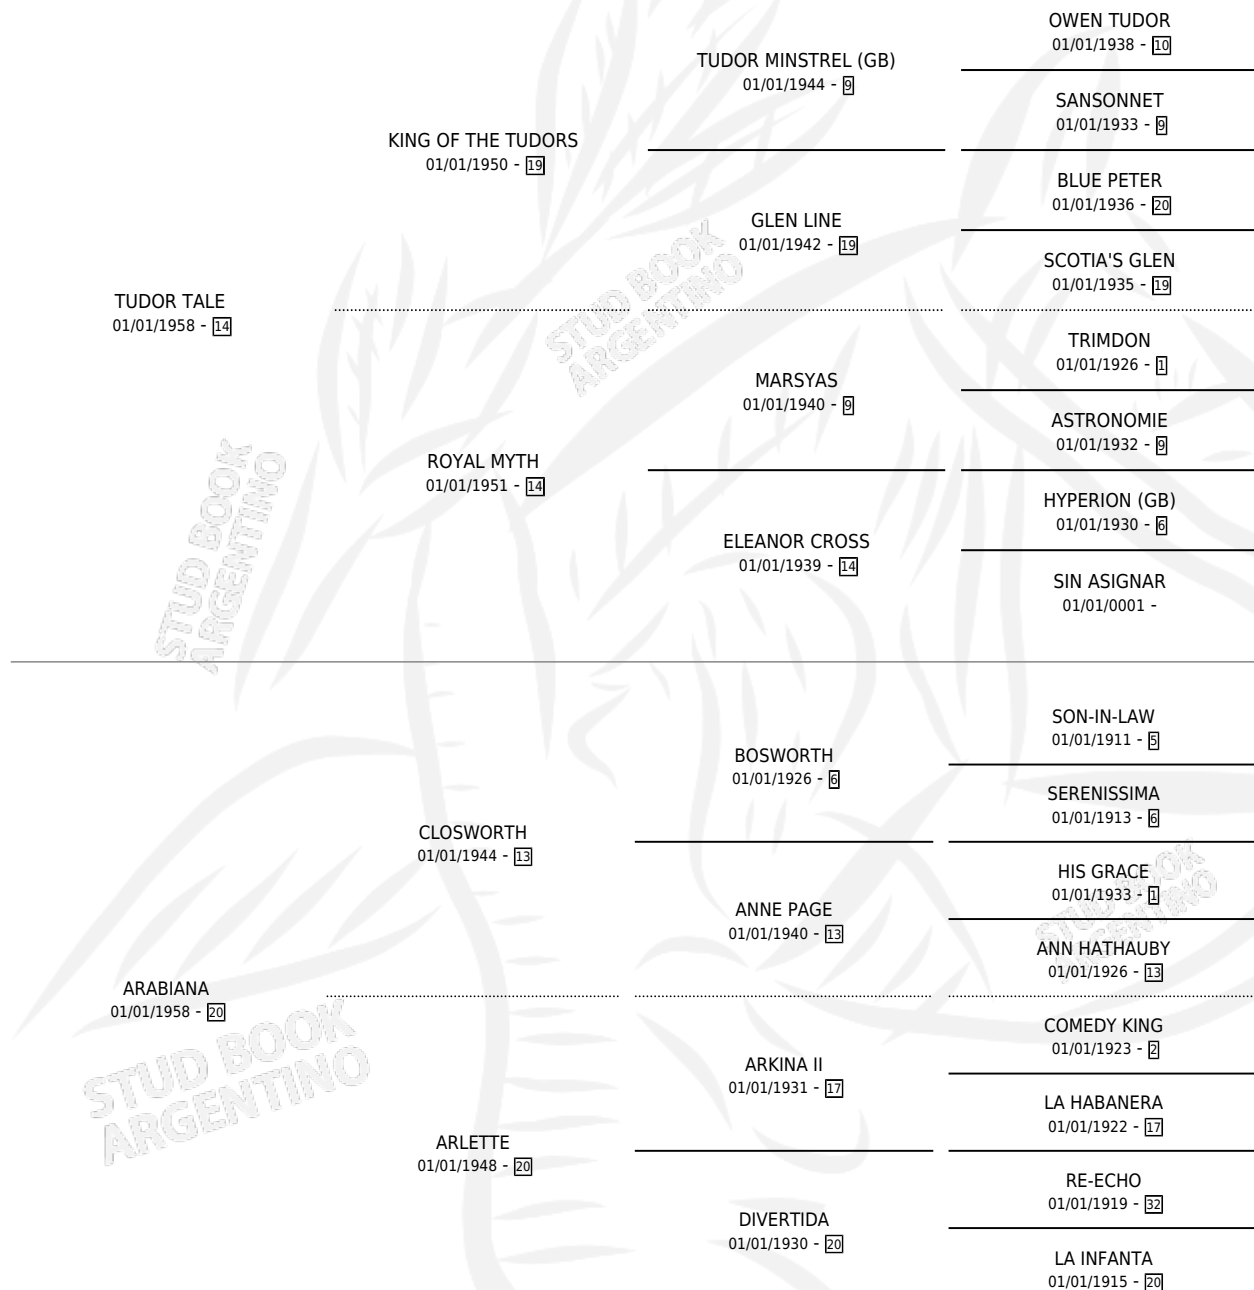 OWEN TUDOR
01/01/1938 - 10
TUDOR MINSTREL (GB)
01/01/1944 - 9
SANSONNET
01/01/1933 - 9
KING OF THE TUDORS
01/01/1950 - 19
BLUE PETER
01/01/1936 - 20
GLEN LINE
01/01/1942 - 19
SCOTIA'S GLEN
01/01/1935 - 19
TUDOR TALE
01/01/1958 - 14
TRIMDON
01/01/1926 - 1
MARSYAS
01/01/1940 - 9
ASTRONOMIE
01/01/1932 - 9
ROYAL MYTH
01/01/1951 - 14
HYPERION (GB)
01/01/1930 - 6
ELEANOR CROSS
01/01/1939 - 14
SIN ASIGNAR
01/01/0001 -
STUD BOOK
ARGENTINO
STUD BOOK
ARGENTINO
SON-IN-LAW
01/01/1911 - 5
BOSWORTH
01/01/1926 - 6
SERENISSIMA
01/01/1913 - 6
CLOSWORTH
01/01/1944 - 13
HIS GRACE
01/01/1933 - 1
ANNE PAGE
01/01/1940 - 13
ANN HATHAUBY
01/01/1926 - 13
ARABIANA
01/01/1958 - 20
COMEDY KING
01/01/1923 - 2
ARKINA II
01/01/1931 - 17
LA HABANERA
01/01/1922 - 17
ARLETTE
01/01/1948 - 20
RE-ECHO
01/01/1919 - 32
DIVERTIDA
01/01/1930 - 20
LA INFANTA
01/01/1915 - 20
STUD BOOK
ARGENTINO
STUD BOOK
ARGENTINO